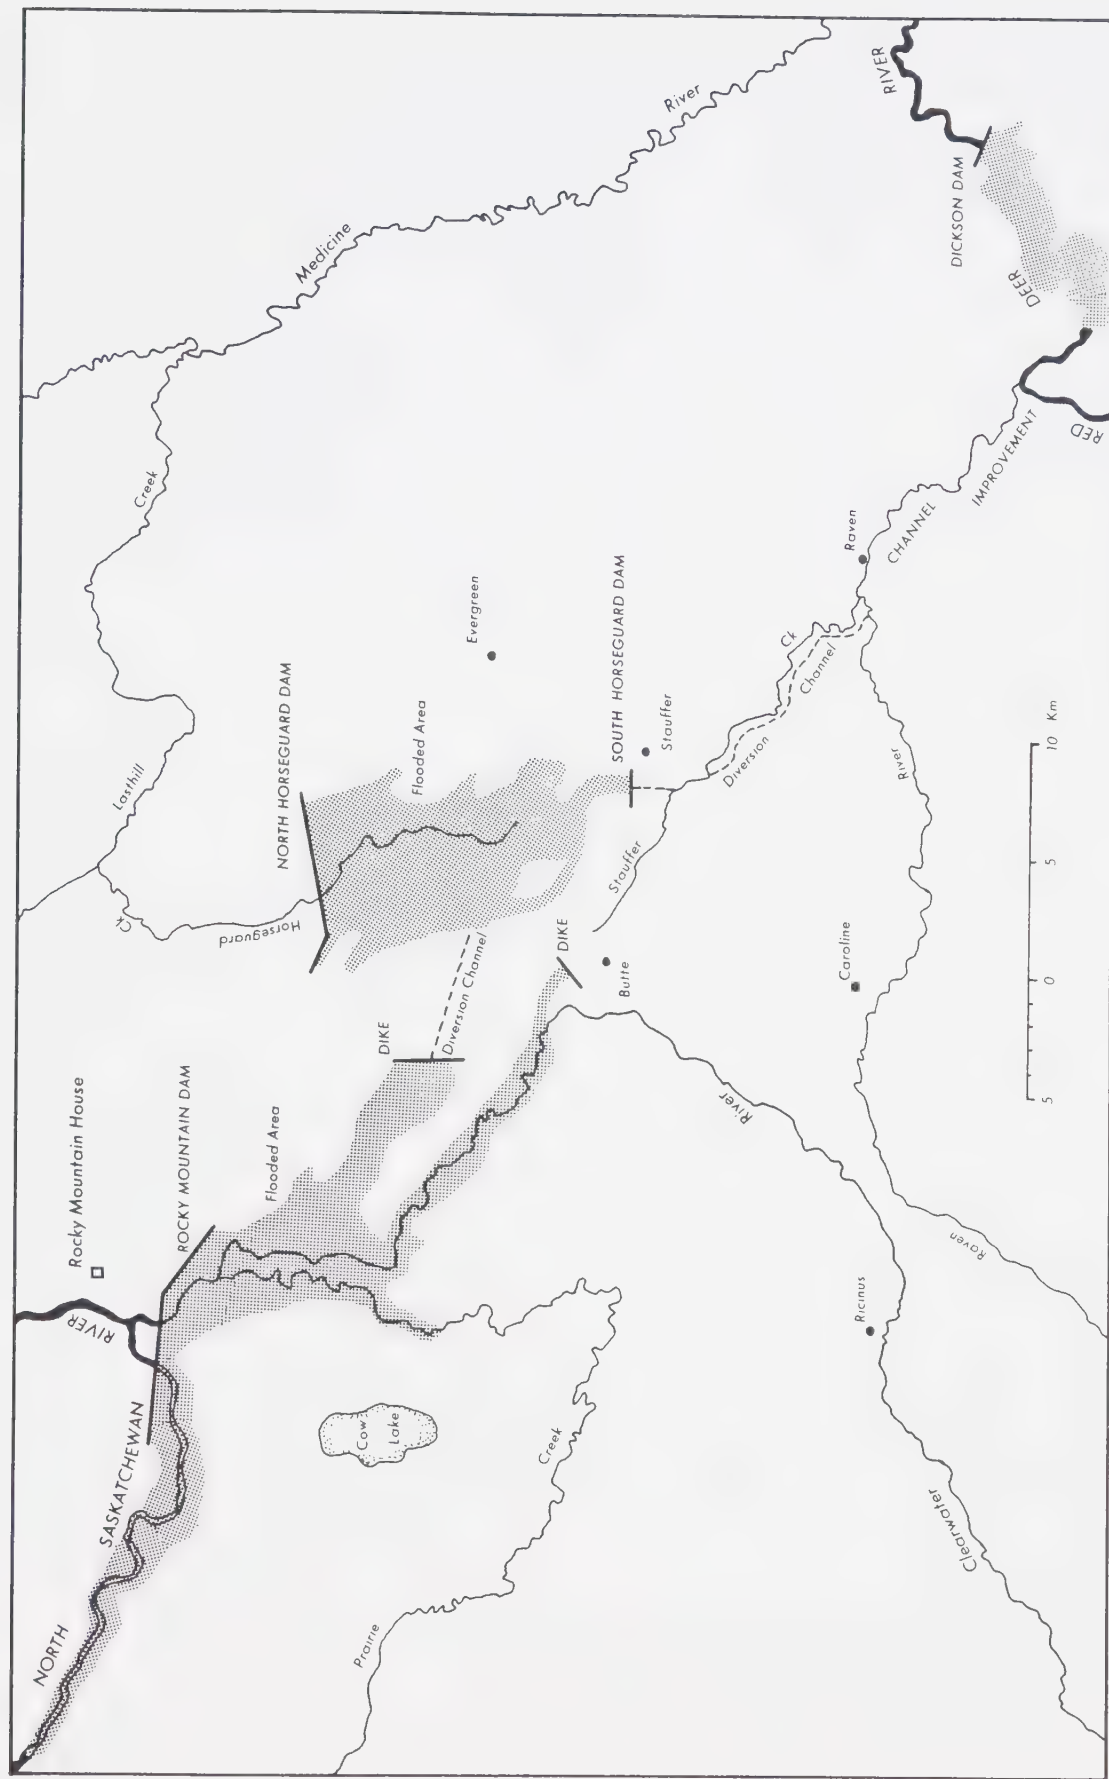 NORTH
SASKATCHEWAN
RIVER
Rocky Mountain House
ROCKY MOUNTAIN DAM
Flooded Area
DIKE
Diversion Channel
Cow
Lake
Prairie
Creek
Horseguard
Ck
Lasthill
Creek
Medicine
River
NORTH HORSEGUARD DAM
Flooded Area
Evergreen
SOUTH HORSEGUARD DAM
Stauffer
DIKE
Butte
Stauffer
Ck
Diversion
Channel
Raven
CHANNEL
IMPROVEMENT
RED
DEER
RIVER
DICKSON DAM
River
Caroline
Ricinus
River
Clearwater
Raven
5 0 5 10 Km